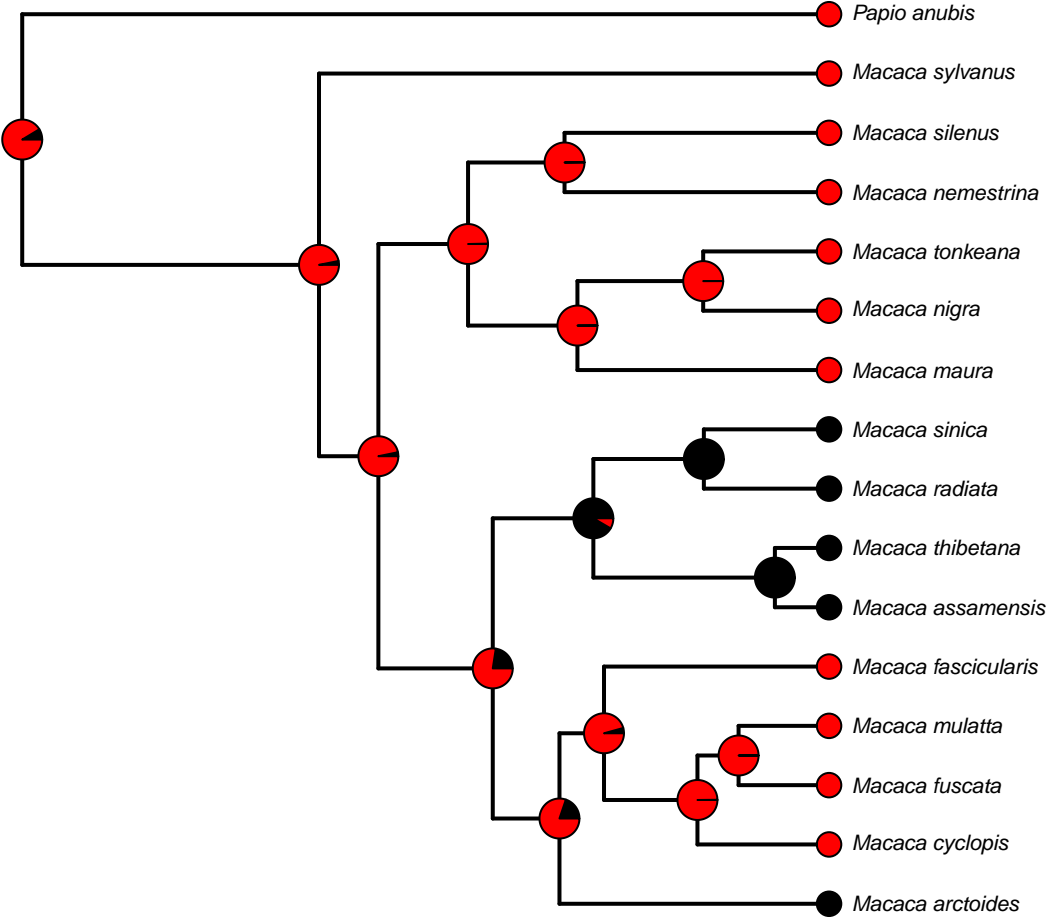 Papio anubis
Macaca sylvanus
Macaca silenus
Macaca nemestrina
Macaca tonkeana
Macaca nigra
Macaca maura
Macaca sinica
Macaca radiata
Macaca thibetana
Macaca assamensis
Macaca fascicularis
Macaca mulatta
Macaca fuscata
Macaca cyclopis
Macaca arctoides